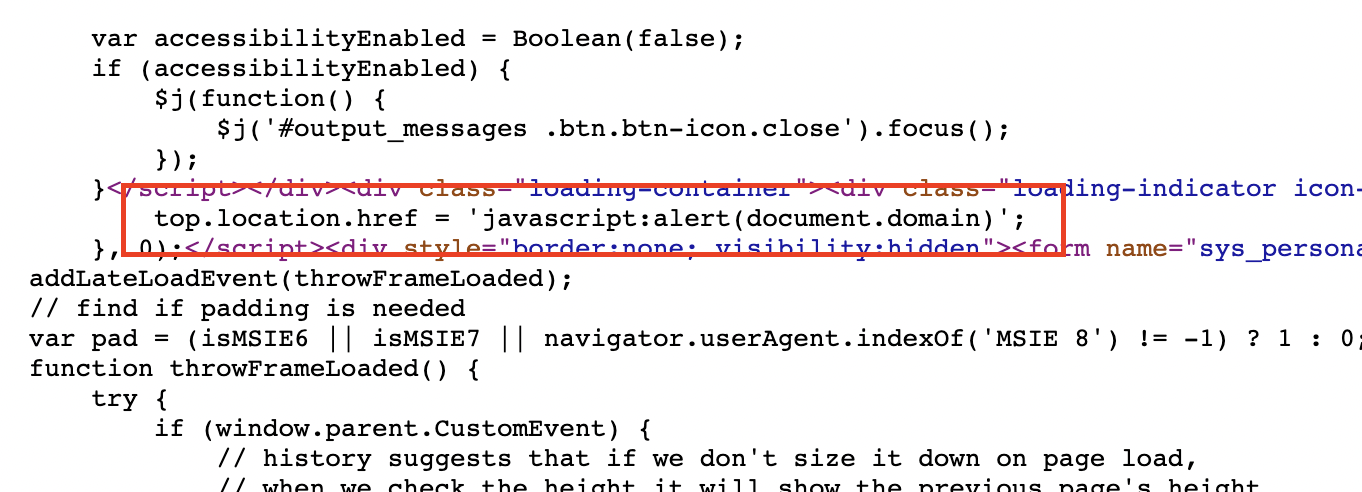 var accessibilityEnabled = Boolean(false);
if (accessibilityEnabled) {
$j(function() {
$j('#output_messages .btn.btn-icon.close').focus();
});
}</script></div><div class="loading-container"><div class="loading-indicator icon-
top.location.href = 'javascript:alert(document.domain)';
}, 0);</script><div style="border:none; visibility:hidden"><form name="sys_persona
addLateLoadEvent(throwFrameLoaded);
// find if padding is needed
var pad = (isMSIE6 || isMSIE7 || navigator.userAgent.indexOf('MSIE 8') != -1) ? 1 : 0;
function throwFrameLoaded() {
try {
if (window.parent.CustomEvent) {
// history suggests that if we don't size it down on page load,
// when we check the height it will show the previous page's height